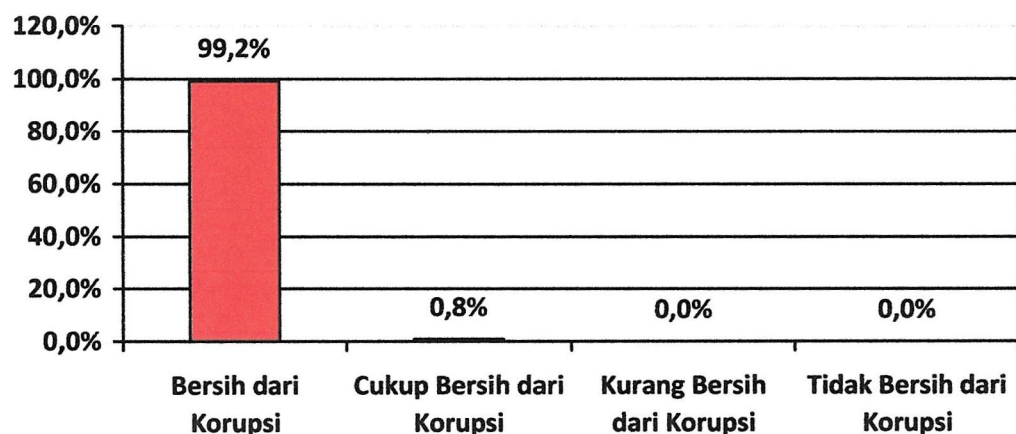 120,0%
99,2%
100,0%
80,0%
60,0%
40,0%
20,0%
0,8%
0,0%
0,0%
0,0%
Bersih dari
Korupsi
Cukup Bersih dari
Korupsi
Kurang Bersih
dari Korupsi
Tidak Bersih dari
Korupsi